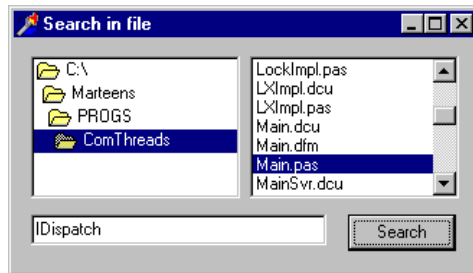 Search in file
C:\
Marteens
PROGS
ComThreads
LockImpl.pas
LXImpl.dcu
LXImpl.pas
Main.dcu
Main.dfm
Main.pas
MainSvr.dcu
IDispatch
Search